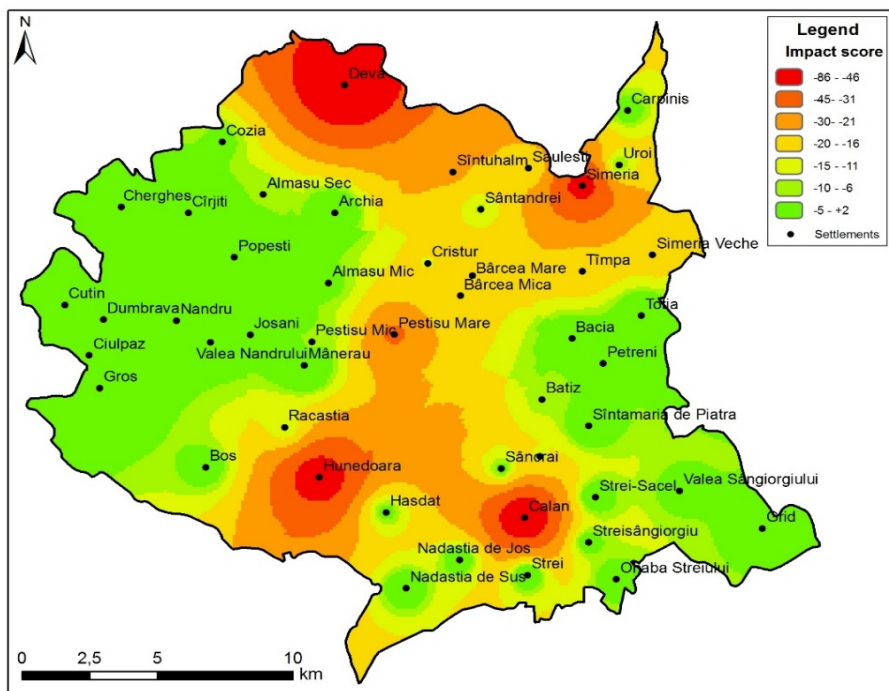 N
Legend
Impact score
-86 - -46
-45 - -31
-30 - -21
-20 - -16
-15 - -11
-10 - -6
-5 - +2
Settlements
Deva
Carpinis
Cozia
Uroi
Sîntuhalm
Saulesti
Simeria
Almasu Sec
Cherghes
Cîrjiti
Archia
Sântandrei
Popesti
Cristur
Simeria Veche
Bârcea Mare
Tîmpa
Almasu Mic
Bârcea Mica
Cutin
Dumbrava
Nandru
Totia
Josani
Pestisu Mic
Pestisu Mare
Bacia
Ciulpaz
Valea Nandrului
Mânerau
Petreni
Gros
Batiz
Racastia
Sîntamaria de Piatra
Bos
Hunedoara
Sâncrai
Strei-Sacel
Valea Sângiorgiului
Hasdat
Calan
Grid
Streisângiorgiu
Nadastia de Jos
Nadastia de Sus
Strei
Ohaba Streiului
0 2,5 5 10
km